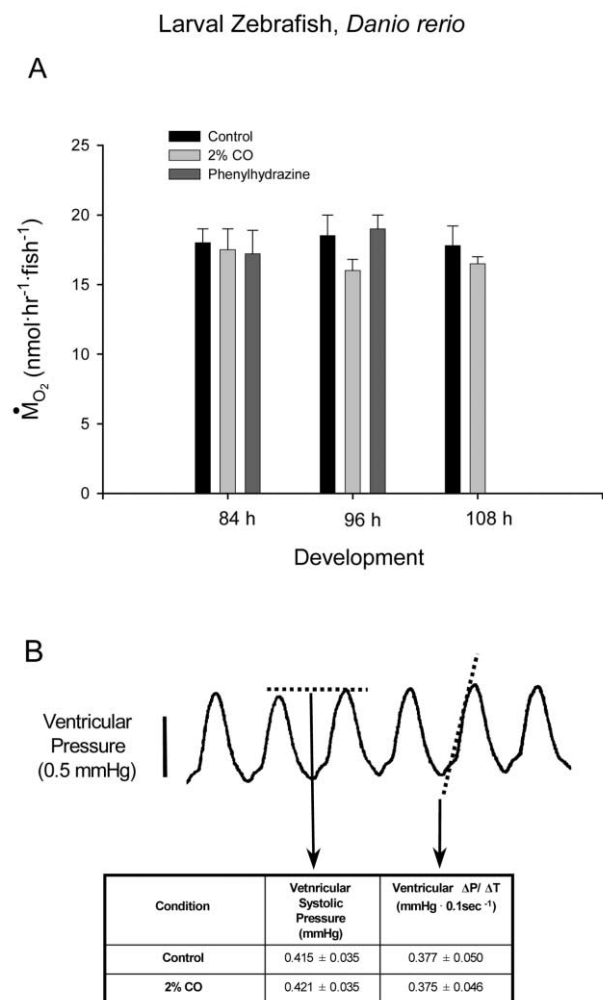 Larval Zebrafish, Danio rerio
A
Control
2% CO
Phenylhydrazine
25
20
15
10
5
0
ṀO₂ (nmol·hr⁻¹·fish⁻¹)
84 h
96 h
108 h
Development
B
Ventricular
Pressure
(0.5 mmHg)
Condition
Vetnricular
Systolic
Pressure
(mmHg)
Ventricular ΔP/ ΔT
(mmHg · 0.1sec ⁻¹)
Control
0.415 ± 0.035
0.377 ± 0.050
2% CO
0.421 ± 0.035
0.375 ± 0.046